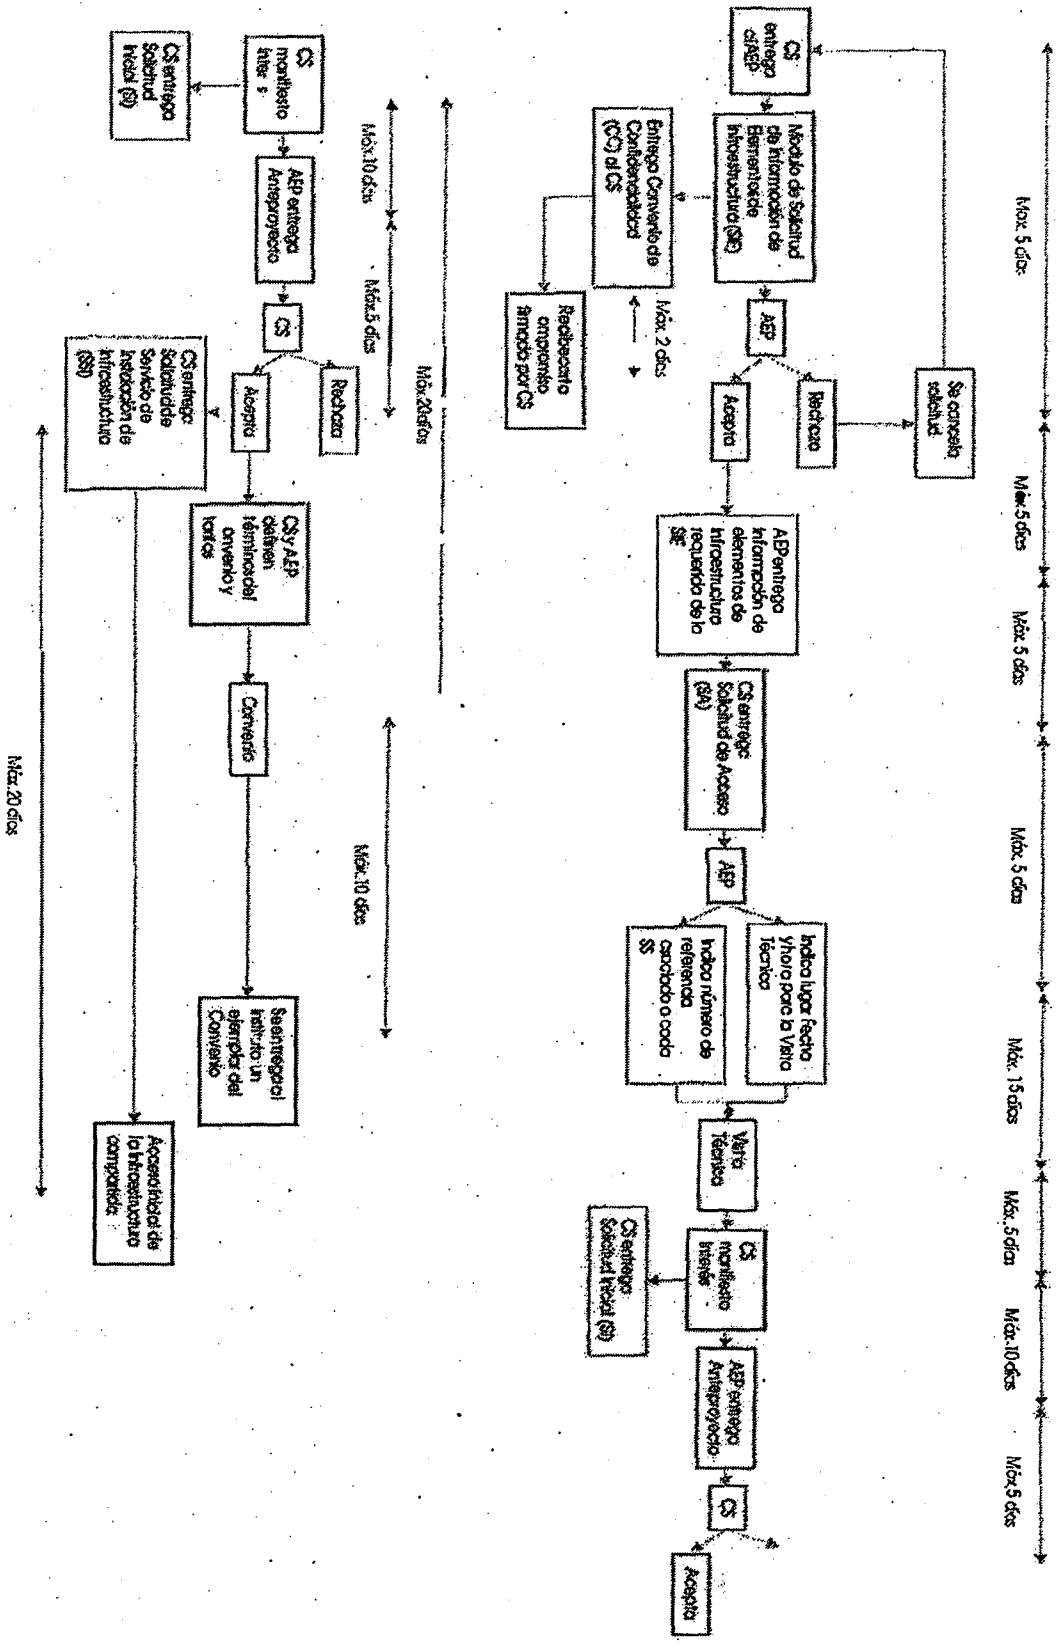 Máx. 5 días
Máx. 5 días
Máx. 5 días
Máx. 5 días
Máx. 15 días
Máx. 5 días
Máx. 10 días
Máx. 5 días
Se cancela
solicitud
CS
entrega
al AEP
Módulo de Solicitud
de Información de
Elementos de
Infraestructura (SIE)
AEP
Rechaza
Acepta
AEP entrega
información de
elementos de
infraestructura
requerida de la
SIE
CS entrega
Solicitud de Acceso
(SA)
AEP
Indica lugar Fecha
y hora para la Visita
Técnica
Indica número de
referencia
asociado a cada
SS
Visita
Técnica
CS
manifiesta
Interés
AEP entrega
Anteproyecto
CS
Acepta
Entrega Convenio de
Confidencialidad
(CC) al CS
Máx. 2 días
Recibe carta
ompromiso
firmada por CS
CS entrega
Solicitud Inicial (SI)
Máx. 20 días
Máx. 10 días
Máx. 5 días
Máx. 10 días
CS
manifiesta
Inter s
AEP entrega
Anteproyecto
CS
Rechaza
Acepta
CS y AEP
definen
términos del
onvenio y
tarifas
Convenio
Se entrega al
Instituto un
ejemplar del
Convenio
CS entrega
Solicitud
Inicial (SI)
CS entrega
Solicitud de
Servicio de
Instalación de
Infraestructura
(SSI)
Acceso inicial de
la Infraestructura
compartida
Máx. 20 días